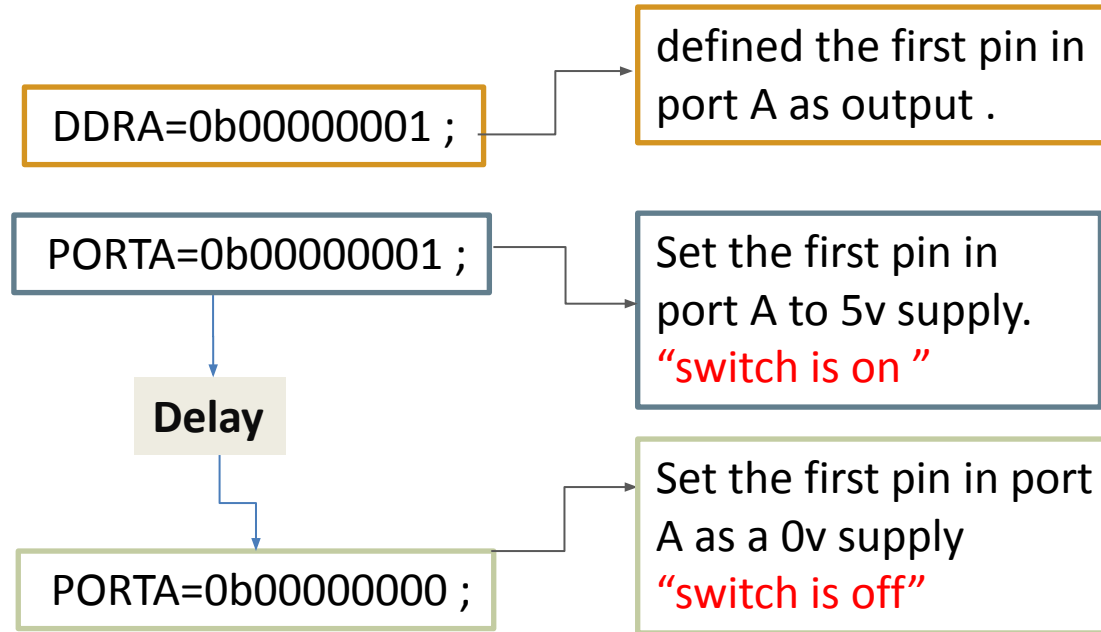 DDRA=0b00000001 ;
defined the first pin in
port A as output .
PORTA=0b00000001 ;
Set the first pin in
port A to 5v supply.
“switch is on ”
Delay
PORTA=0b00000000 ;
Set the first pin in port
A as a 0v supply
“switch is off”